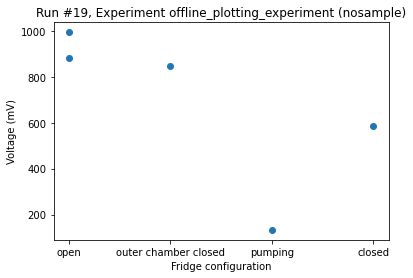 Run #19, Experiment offline_plotting_experiment (nosample)
1000
800
600
400
200
Voltage (mV)
open outer chamber closed pumping closed
Fridge configuration